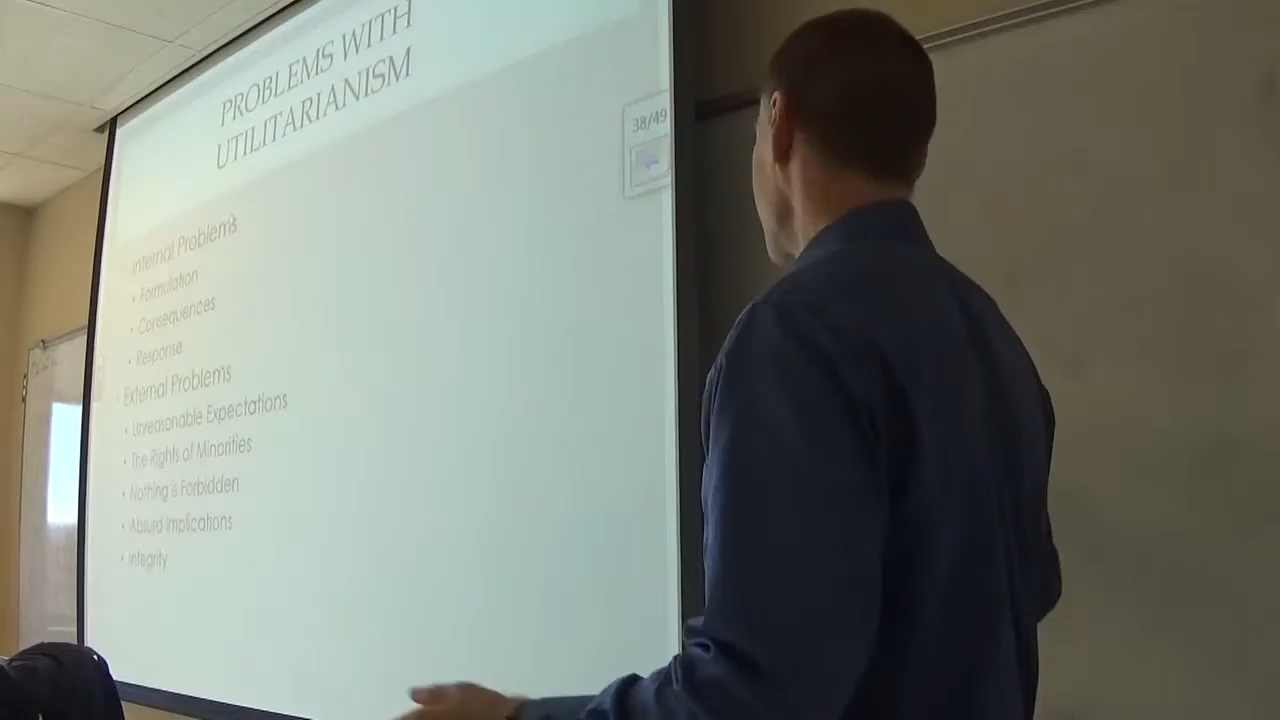 PROBLEMS WITH
UTILITARIANISM
38/49
Internal Problems
• Formulation
• Consequences
• Response
External Problems
• Unreasonable Expectations
• The Rights of Minorities
• Nothing is Forbidden
• Absurd Implications
• Integrity